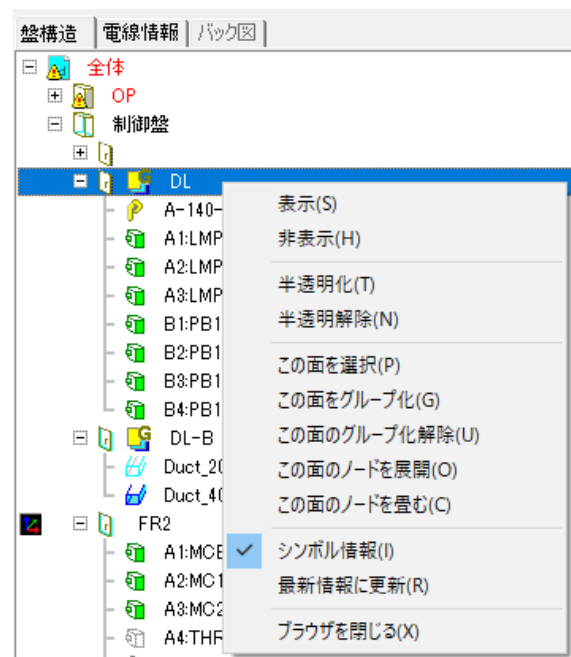 盤構造 電線情報 バック図
全体
OP
制御盤
DL
A-140-
A1:LMP
A2:LMP
A3:LMP
B1:PB1
B2:PB1
B3:PB1
B4:PB1
DL-B
Duct_20
Duct_40
FR2
A1:MCB
A2:MC1
A3:MC2
A4:THR
表示(S)
非表示(H)
半透明化(T)
半透明解除(N)
この面を選択(P)
この面をグループ化(G)
この面のグループ化解除(U)
この面のノードを展開(O)
この面のノードを畳む(C)
シンボル情報(I)
最新情報に更新(R)
ブラウザを閉じる(X)